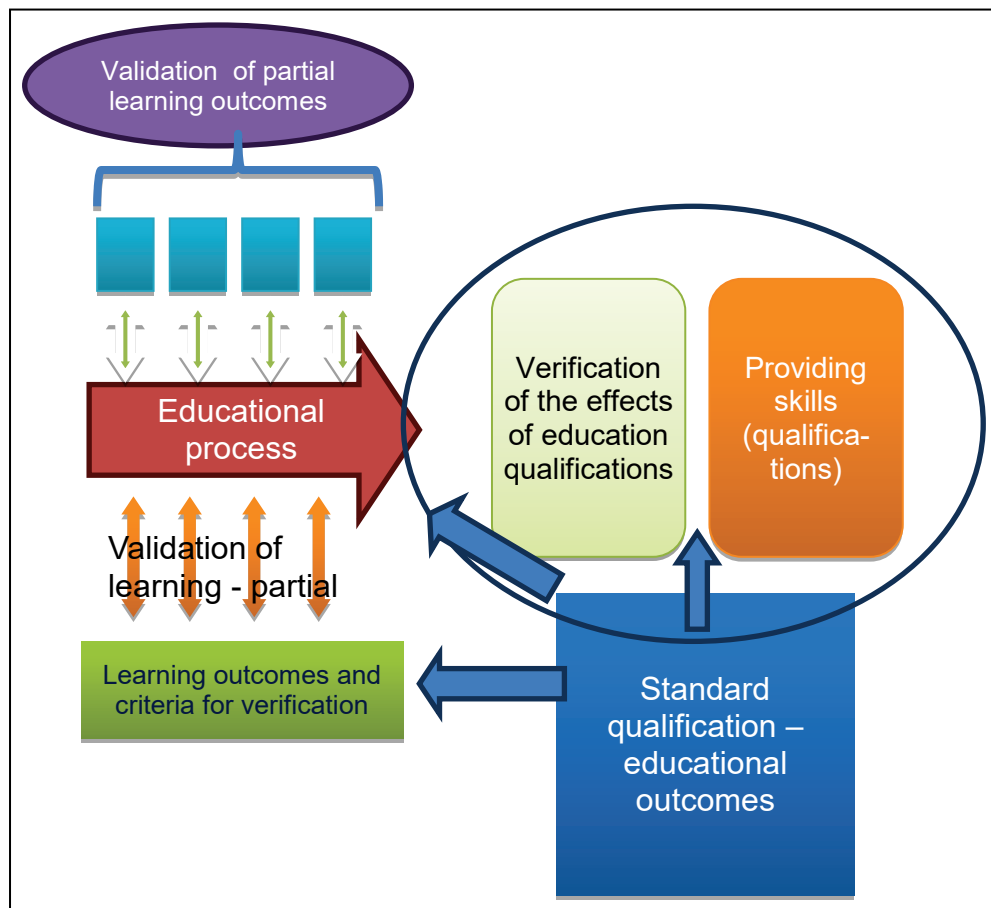 Validation of partial
learning outcomes
Educational
process
Verification
of the effects
of education
qualifications
Providing
skills
(qualifica-
tions)
Validation of
learning - partial
Learning outcomes and
criteria for verification
Standard
qualification –
educational
outcomes